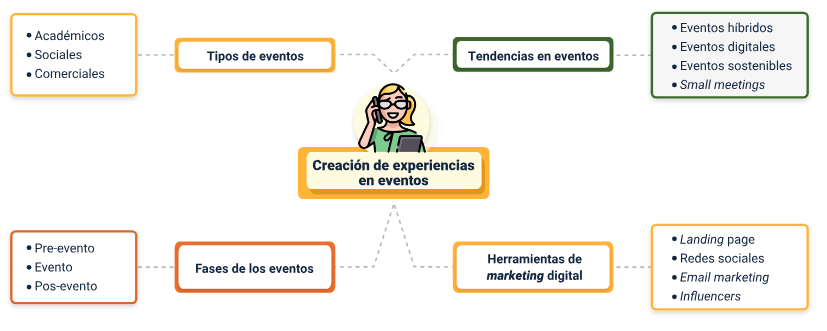 • Académicos
• Sociales
• Comerciales
Tipos de eventos
Tendencias en eventos
• Eventos híbridos
• Eventos digitales
• Eventos sostenibles
• Small meetings
Creación de experiencias
en eventos
• Pre-evento
• Evento
• Pos-evento
Fases de los eventos
Herramientas de
marketing digital
• Landing page
• Redes sociales
• Email marketing
• Influencers